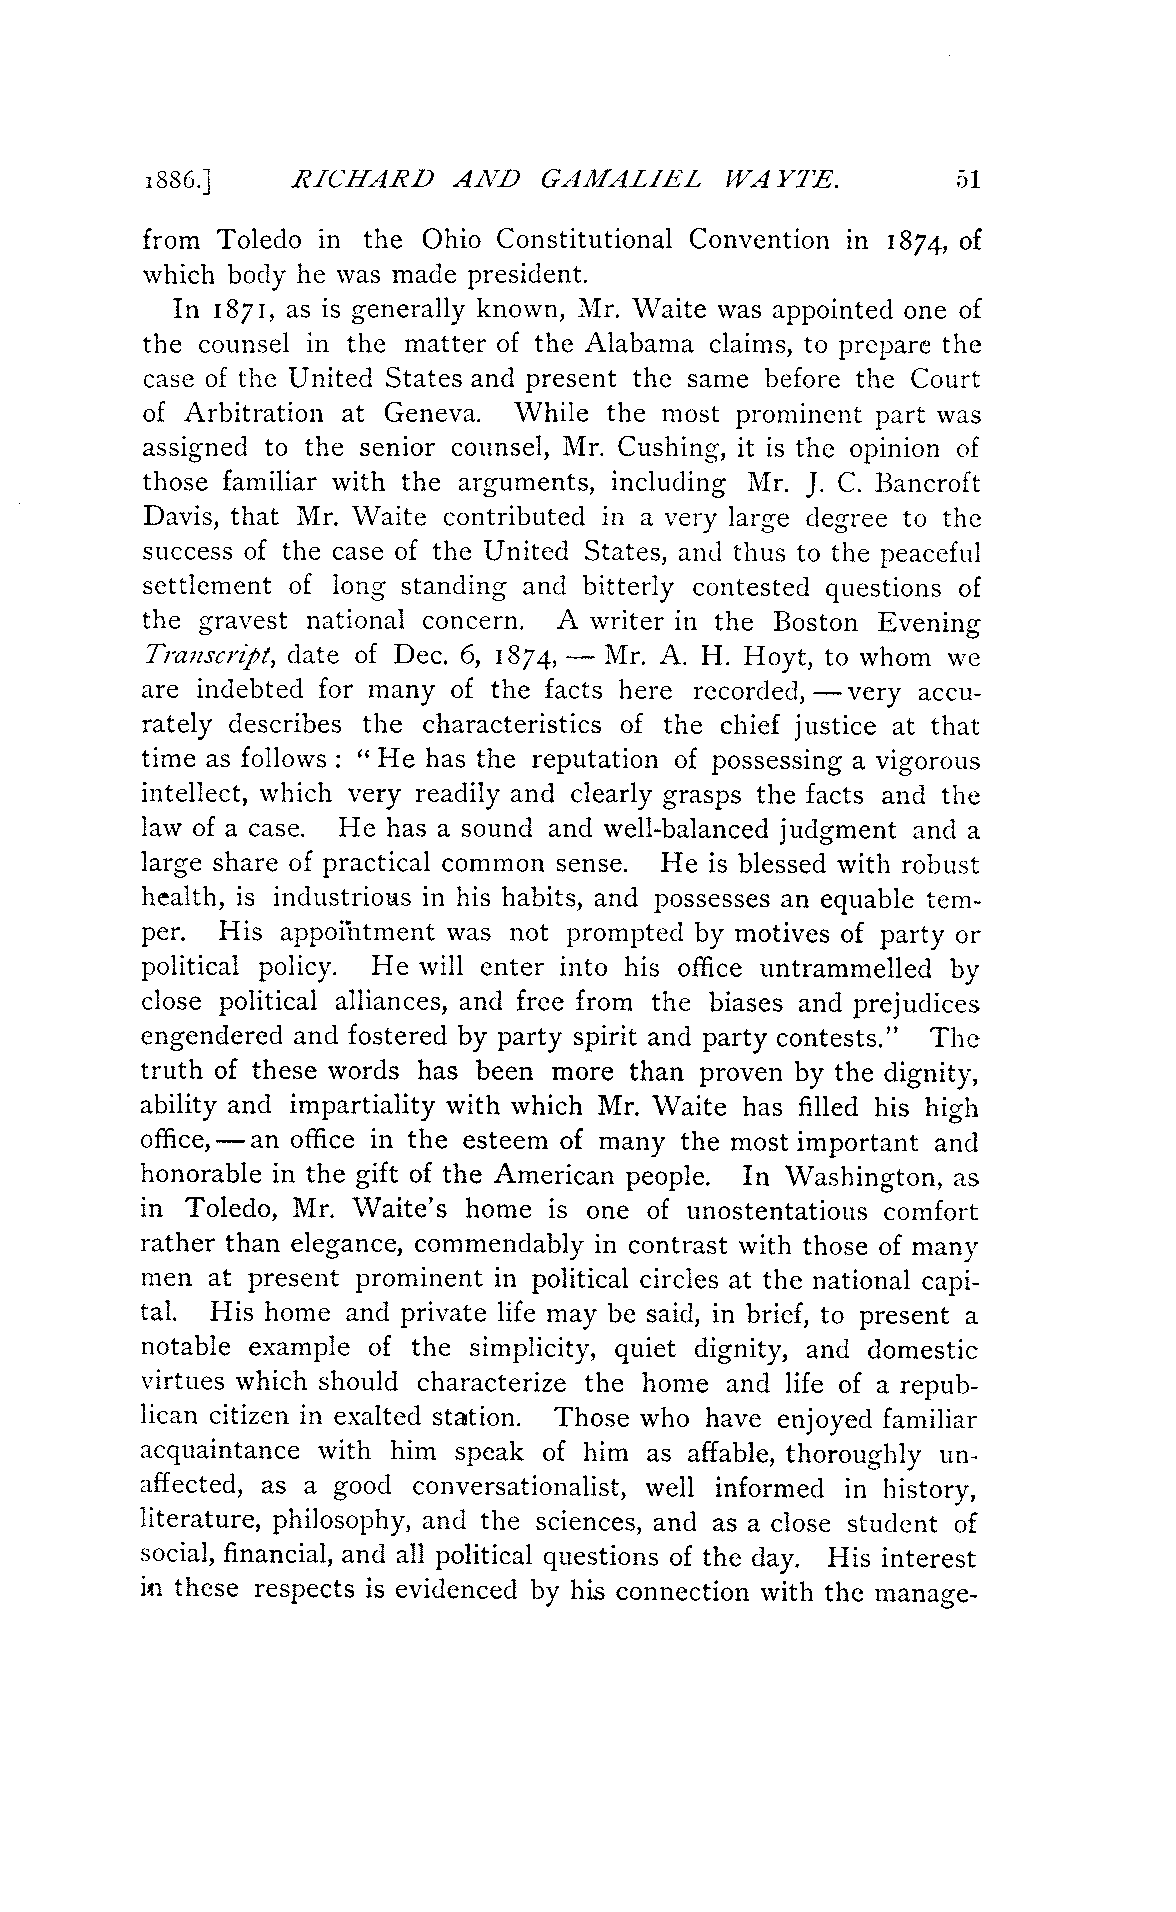 1886.] RICHARD AND GAMALIEL WAYTE. 51
from Toledo in the Ohio Constitutional Convention in 1874, of
which body he was made president.
In 1871, as is generally known, Mr. Waite was appointed one of
the counsel in the matter of the Alabama claims, to prepare the
case of the United States and present the same before the Court
of Arbitration at Geneva. While the most prominent part was
assigned to the senior counsel, Mr. Cushing, it is the opinion of
those familiar with the arguments, including Mr. J. C. Bancroft
Davis, that Mr. Waite contributed in a very large degree to the
success of the case of the United States, and thus to the peaceful
settlement of long standing and bitterly contested questions of
the gravest national concern. A writer in the Boston Evening
Transcript, date of Dec. 6, 1874, — Mr. A. H. Hoyt, to whom we
are indebted for many of the facts here recorded, — very accu-
rately describes the characteristics of the chief justice at that
time as follows : “ He has the reputation of possessing a vigorous
intellect, which very readily and clearly grasps the facts and the
law of a case. He has a sound and well-balanced judgment and a
large share of practical common sense. He is blessed with robust
health, is industrious in his habits, and possesses an equable tem-
per. His appointment was not prompted by motives of party or
political policy. He will enter into his office untrammelled by
close political alliances, and free from the biases and prejudices
engendered and fostered by party spirit and party contests.” The
truth of these words has been more than proven by the dignity,
ability and impartiality with which Mr. Waite has filled his high
office, — an office in the esteem of many the most important and
honorable in the gift of the American people. In Washington, as
in Toledo, Mr. Waite's home is one of unostentatious comfort
rather than elegance, commendably in contrast with those of many
men at present prominent in political circles at the national capi-
tal. His home and private life may be said, in brief, to present a
notable example of the simplicity, quiet dignity, and domestic
virtues which should characterize the home and life of a repub-
lican citizen in exalted station. Those who have enjoyed familiar
acquaintance with him speak of him as affable, thoroughly un-
affected, as a good conversationalist, well informed in history,
literature, philosophy, and the sciences, and as a close student of
social, financial, and all political questions of the day. His interest
in these respects is evidenced by his connection with the manage-